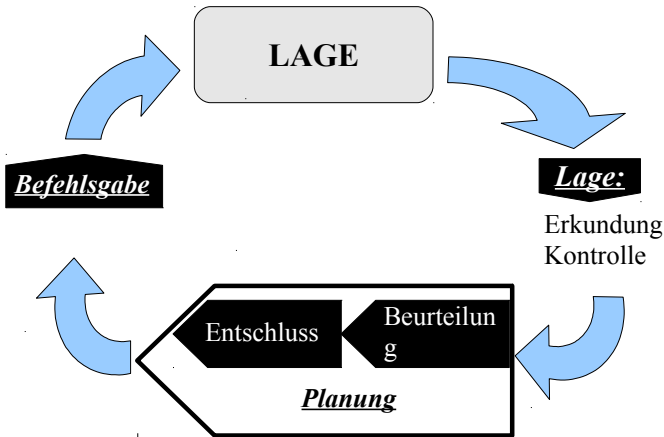 LAGE
Befehlsgabe
Lage:
Erkundung
Kontrolle
Entschluss
Beurteilun
g
Planung